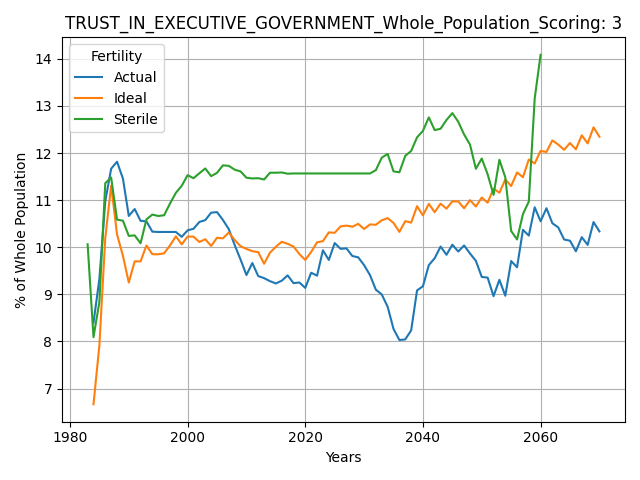 TRUST_IN_EXECUTIVE_GOVERNMENT_Whole_Population_Scoring: 3
Fertility
Actual
Ideal
Sterile
% of Whole Population
14
13
12
11
10
9
8
7
1980
2000
2020
2040
2060
Years